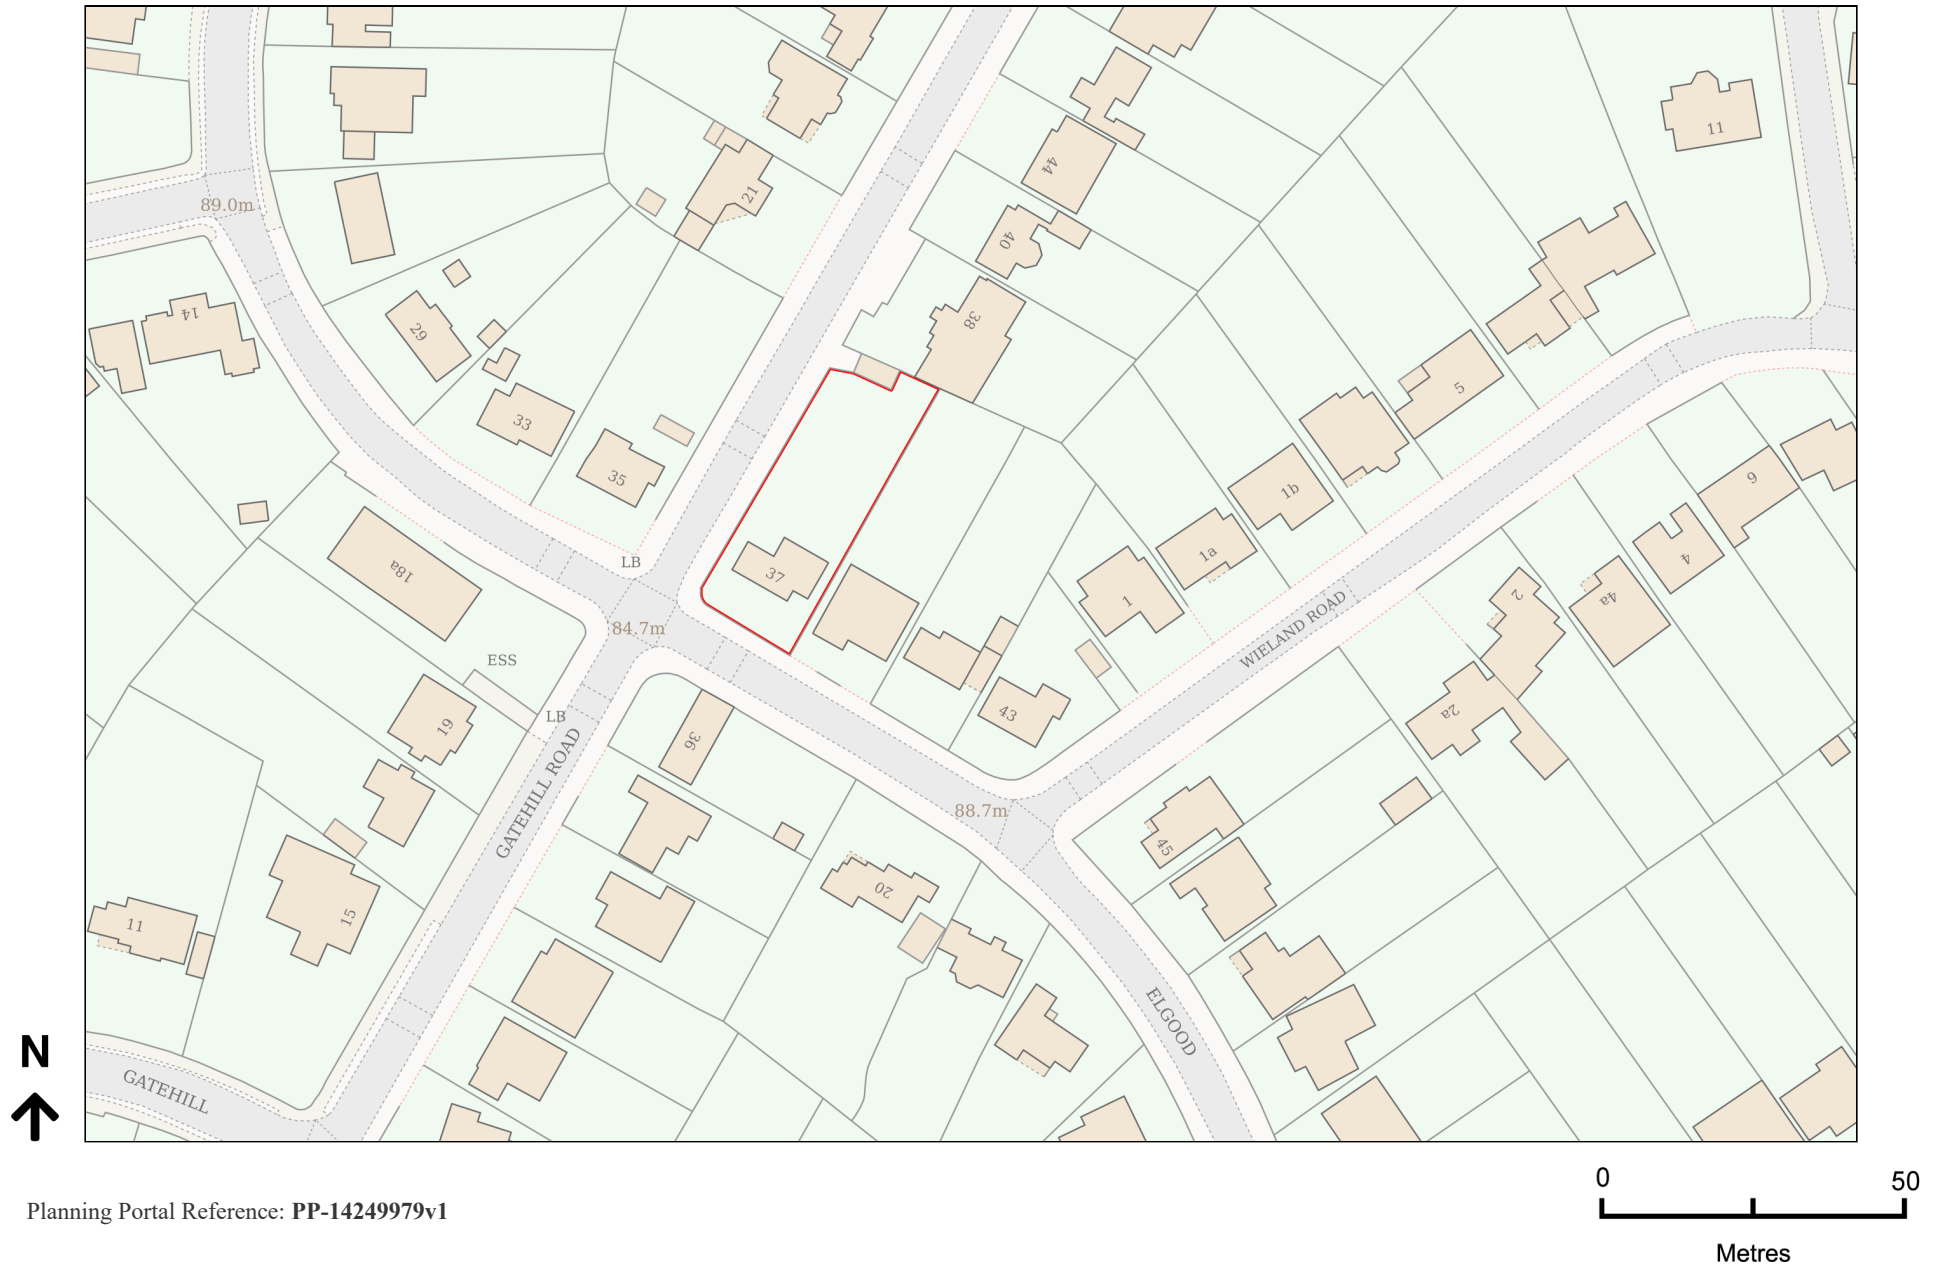 11
44
21
89.0m
40
14
38
29
5
33
35
9
1b
1a
4
LB
18a
37
2
4a
1
84.7m
WIELAND ROAD
ESS
43
2a
LB
19
36
GATEHILL ROAD
88.7m
45
20
15
11
ELGOOD
N
GATEHILL
0
50
Planning Portal Reference: PP-14249979v1
Metres